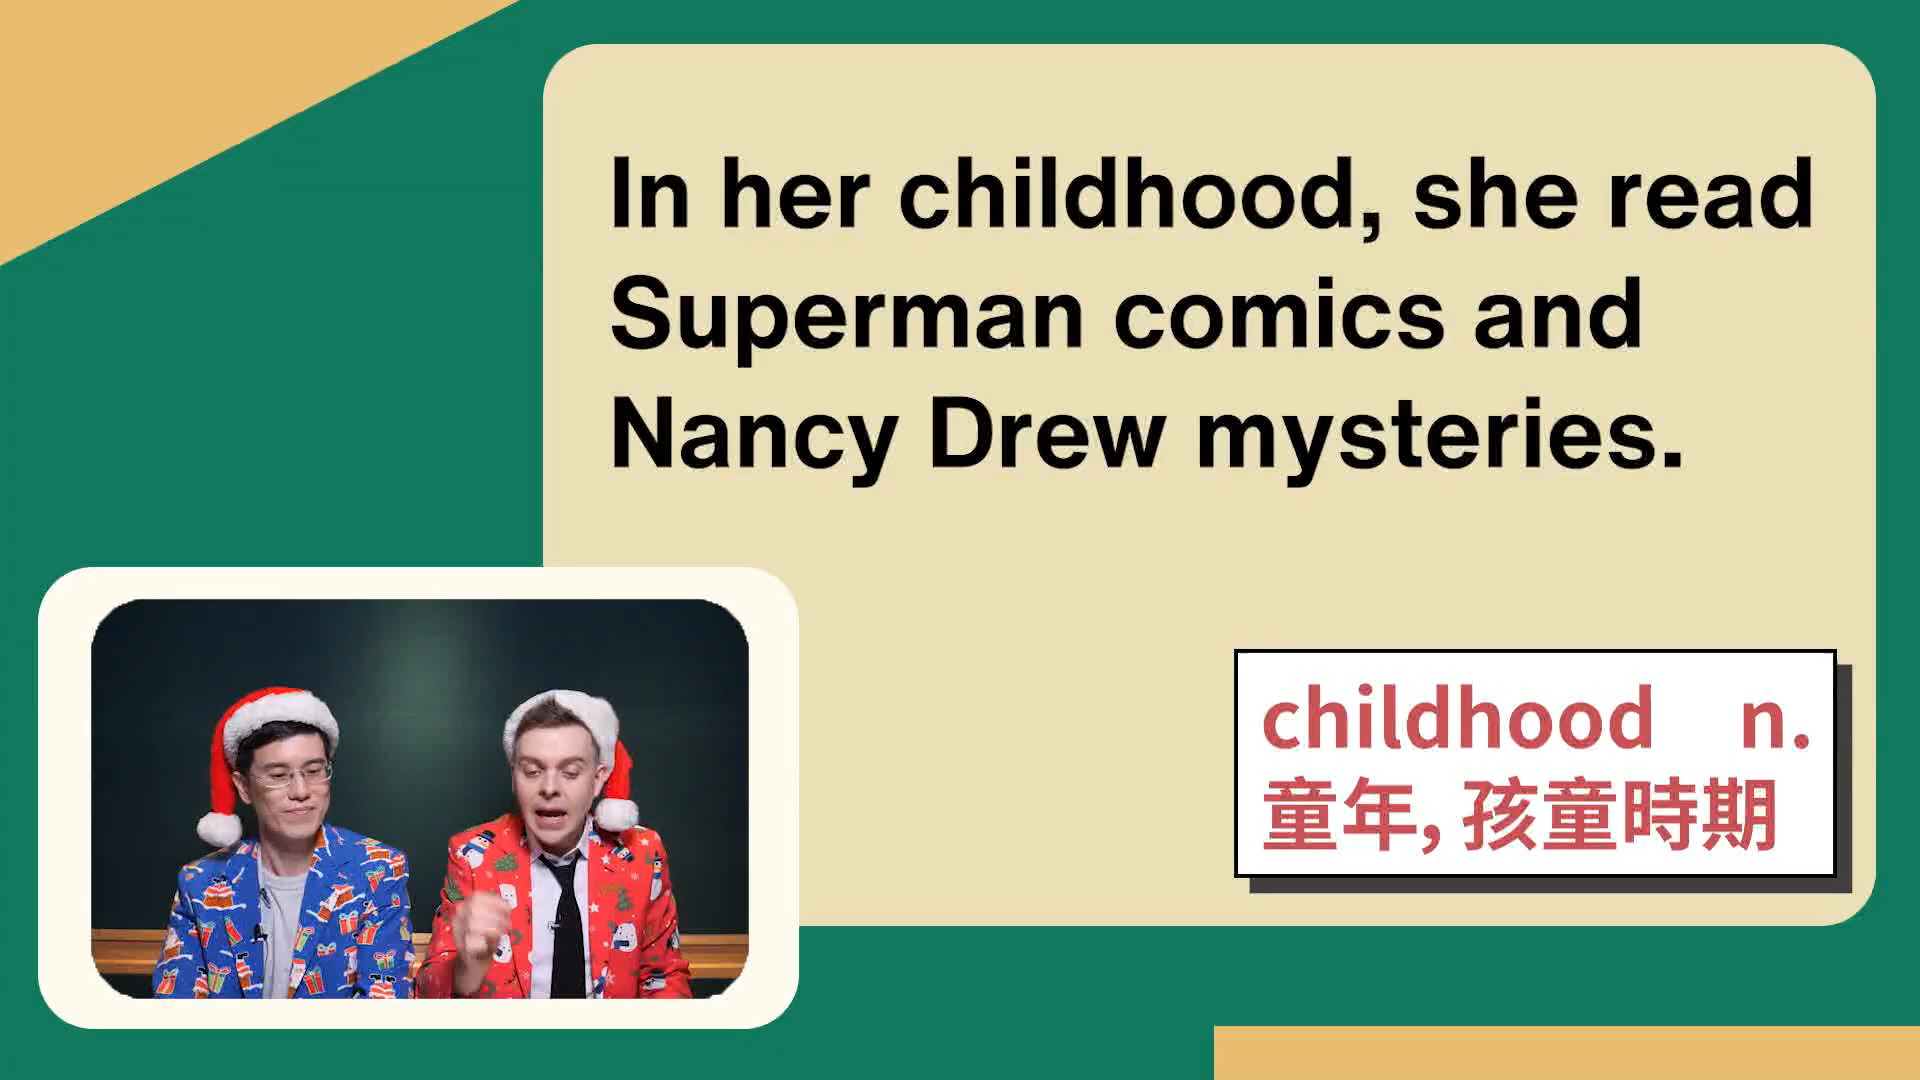 In her childhood, she read
Superman comics and
Nancy Drew mysteries.
childhood n.
童年, 孩童時期